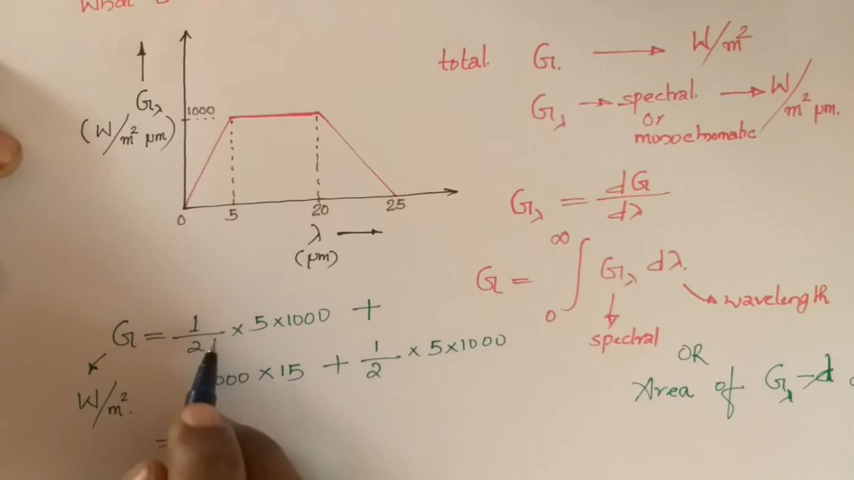 What
total G. → W/m²
G_λ → spectral. → W/m² μm.
or
monochromatic
G_λ
(W/m² μm)
1000
0 5 20 25
λ →
(μm)
G_λ = dG/dλ
G = ∫₀^∞ G_λ dλ.
wavelength
spectral
OR
Area of G_λ-λ
G = 1/2 × 5×1000 +
000 × 15 + 1/2 × 5×1000
W/m².
=